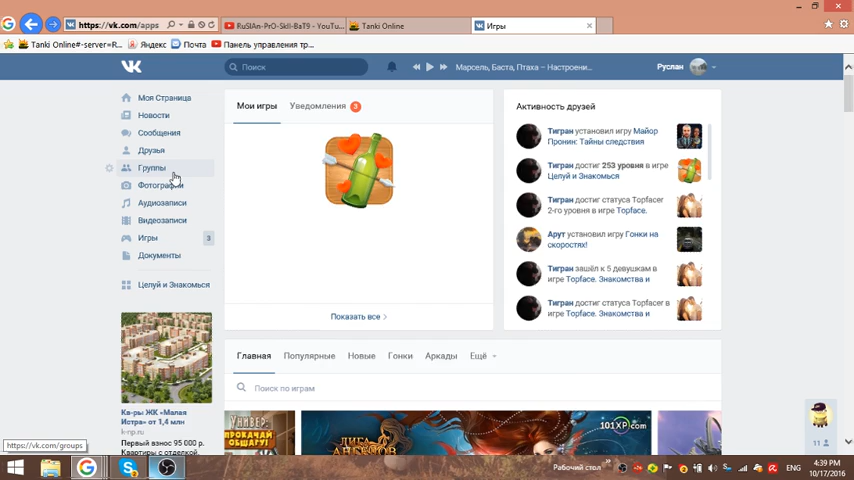 https://vk.com/apps
RuSlAn-PrO-SkIl-BaT9 - YouTu...
Tanki Online
Игры
Tanki Online#-server=R...
Яндекс
Почта
Панель управления тр...
Поиск
Марсель, Баста, Птаха – Настроени...
Руслан
Моя Страница
Новости
Сообщения
Друзья
Группы
Фотографии
Аудиозаписи
Видеозаписи
Игры 3
Документы
Целуй и Знакомься
Кв-ры ЖК «Малая
Истра» от 1,4 млн
Первый взнос 95 000 р.
Квартиры с отделкой.
https://vk.com/groups
Мои игры
Уведомления 3
Показать все
Активность друзей
Тигран установил игру Майор
Пронин: Тайны следствия
Тигран достиг 253 уровня в игре
Целуй и Знакомься
Тигран достиг статуса Topfacer
2-го уровня в игре Topface.
Арут установил игру Гонки на
скоростях!
Тигран зашёл к 5 девушкам в
игре Topface. Знакомства и
Тигран достиг статуса Topfacer в
игре Topface. Знакомства и
Главная
Популярные
Новые
Гонки
Аркады
Ещё
Поиск по играм
УНИВЕР
ПРОКАЧАЙ
ОБЩАГУ!
ЛИГА
АНГЕЛОВ
101XP.com
11
Рабочий стол
ENG
4:39 PM
10/17/2016